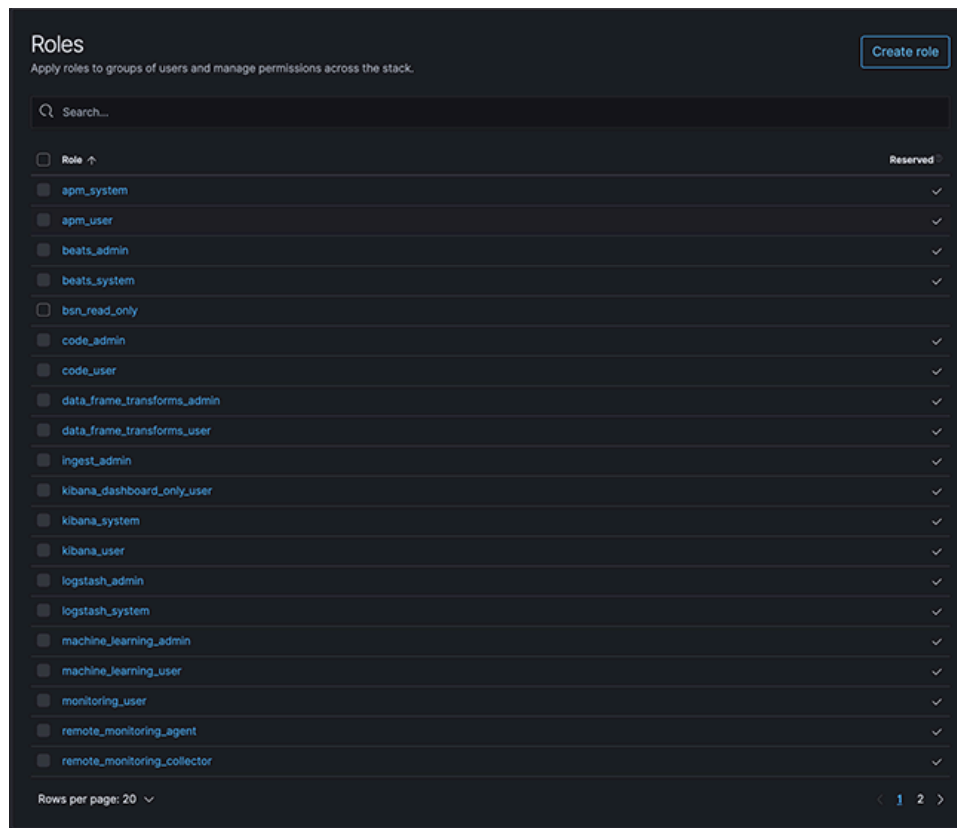 Roles
Create role
Apply roles to groups of users and manage permissions across the stack.
Search...
Role Reserved
apm_system
apm_user
beats_admin
beats_system
bsn_read_only
code_admin
code_user
data_frame_transforms_admin
data_frame_transforms_user
ingest_admin
kibana_dashboard_only_user
kibana_system
kibana_user
logstash_admin
logstash_system
machine_learning_admin
machine_learning_user
monitoring_user
remote_monitoring_agent
remote_monitoring_collector
Rows per page: 20 1 2